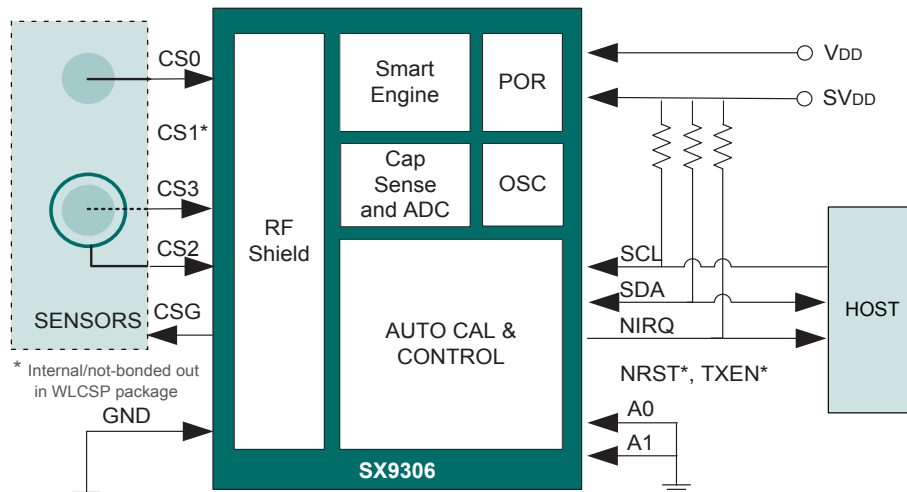 CS0
CS1*
CS3
CS2
CSG
SENSORS
* Internal/not-bonded out
in WLCSP package
GND
RF
Shield
Smart
Engine
POR
Cap
Sense
and ADC
OSC
AUTO CAL &
CONTROL
SX9306
VDD
SVDD
SCL
SDA
NIRQ
NRST*, TXEN*
A0
A1
HOST